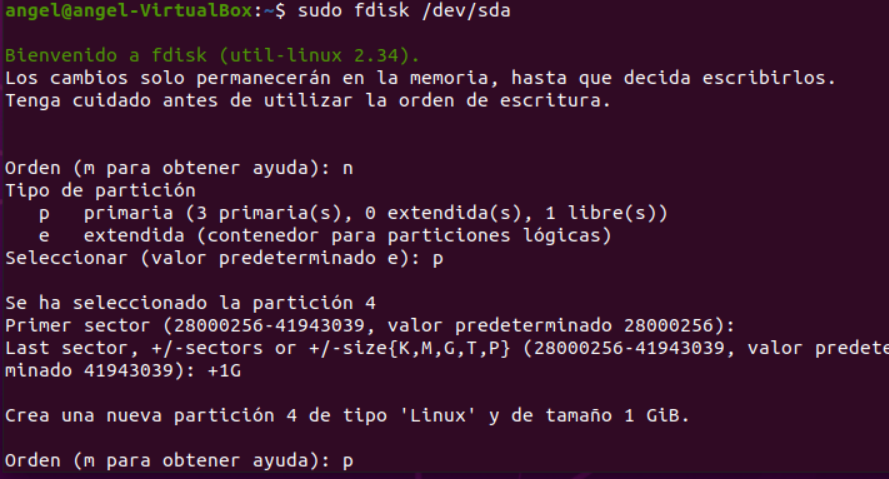 angel@angel-VirtualBox:~$ sudo fdisk /dev/sda
Bienvenido a fdisk (util-linux 2.34).
Los cambios solo permanecerán en la memoria, hasta que decida escribirlos.
Tenga cuidado antes de utilizar la orden de escritura.
Orden (m para obtener ayuda): n
Tipo de partición
   p   primaria (3 primaria(s), 0 extendida(s), 1 libre(s))
   e   extendida (contenedor para particiones lógicas)
Seleccionar (valor predeterminado e): p
Se ha seleccionado la partición 4
Primer sector (28000256-41943039, valor predeterminado 28000256):
Last sector, +/-sectors or +/-size{K,M,G,T,P} (28000256-41943039, valor predete
minado 41943039): +1G
Crea una nueva partición 4 de tipo 'Linux' y de tamaño 1 GiB.
Orden (m para obtener ayuda): p